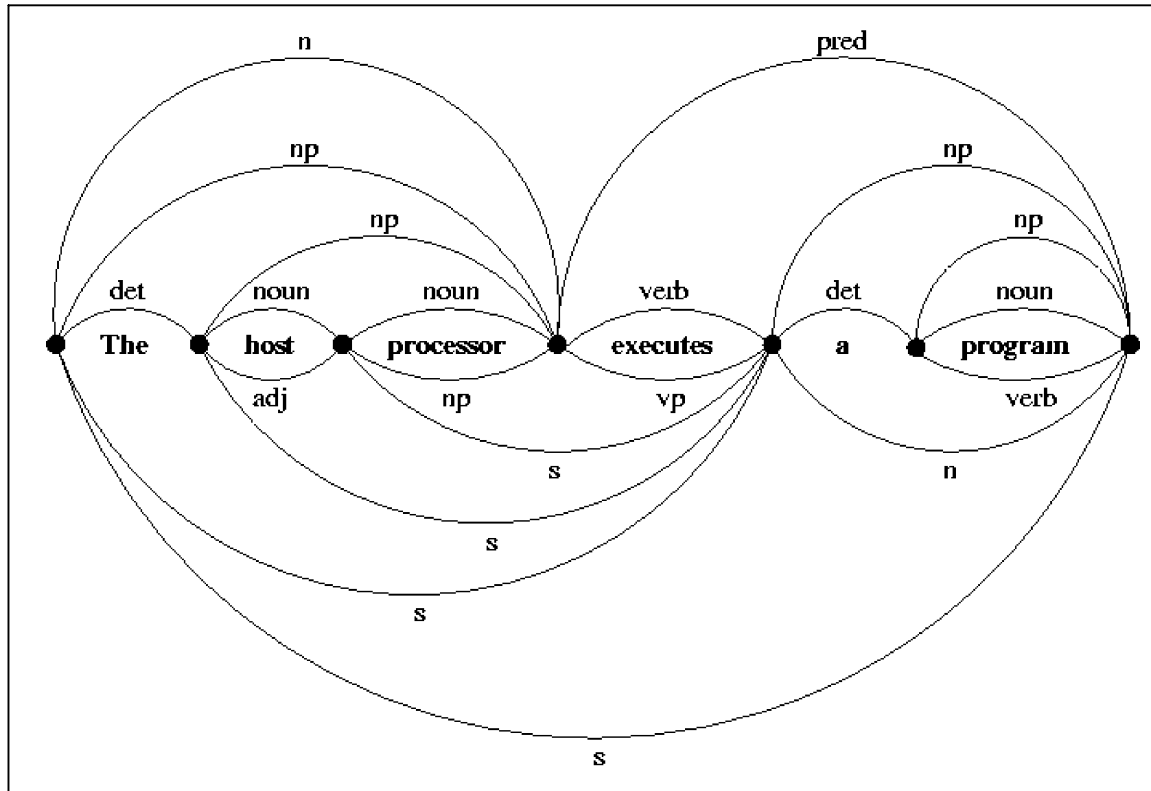 n pred
np np
np np
det noun noun verb det noun
The host processor executes a program
adj np vp verb
s n
s
s
s